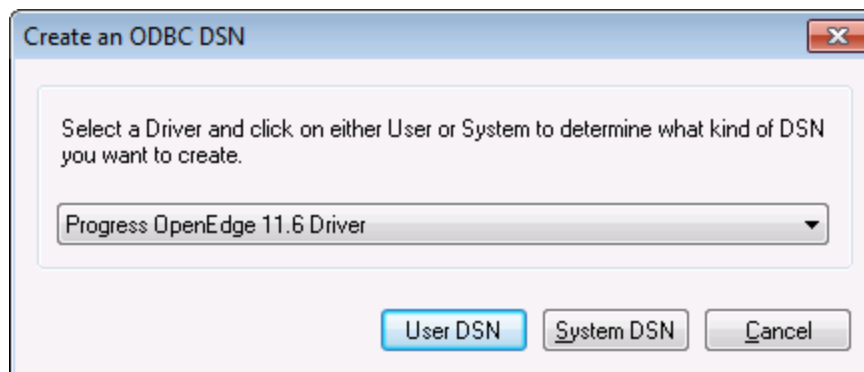 Create an ODBC DSN
Select a Driver and click on either User or System to determine what kind of DSN
you want to create.
Progress OpenEdge 11.6 Driver
User DSN System DSN Cancel